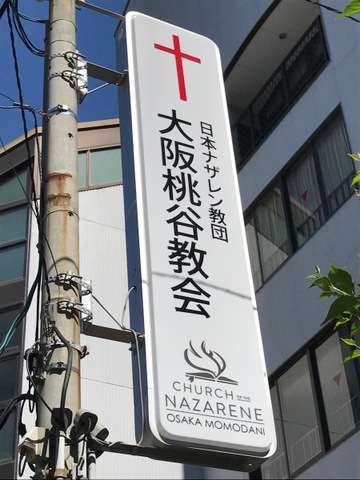 日本ナザレン教団
大阪桃谷教会
CHURCH OF THE
NAZARENE
OSAKA MOMODANI